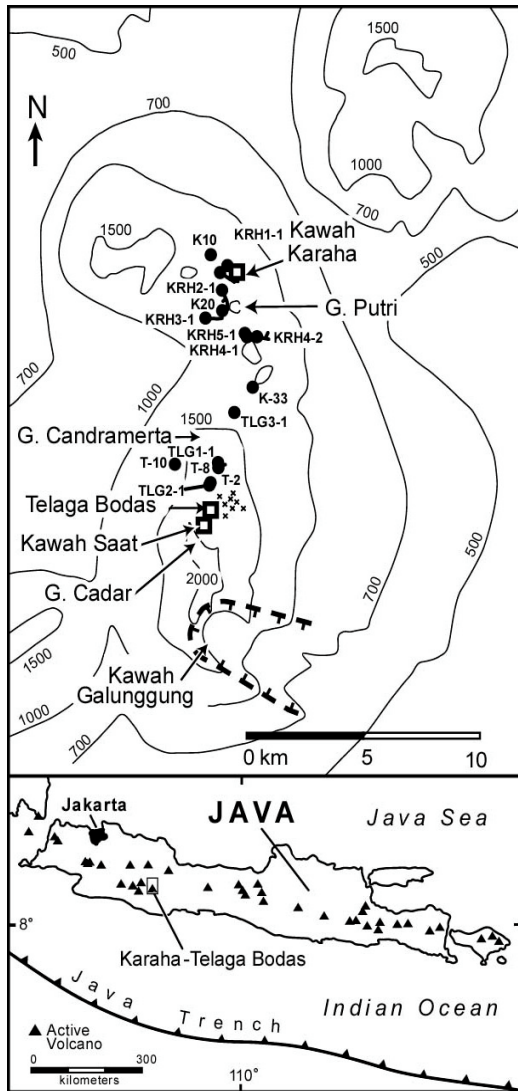 500
1500
1000
700
500
N
700
1500
K10
KRH1-1
Kawah
Karaha
KRH2-1
K20
KRH3-1
G. Putri
KRH5-1
KRH4-1
KRH4-2
700
1000
K-33
TLG3-1
1500
G. Candramerta
TLG1-1
T-10
T-8
T-2
TLG2-1
Telaga Bodas
Kawah Saat
G. Cadar
2000
500
700
Kawah
Galunggung
1500
1000
700
0 km
5
10
Jakarta
JAVA
Java Sea
8°
Karaha-Telaga Bodas
Java Trench
Indian Ocean
Active
Volcano
0
300
kilometers
110°